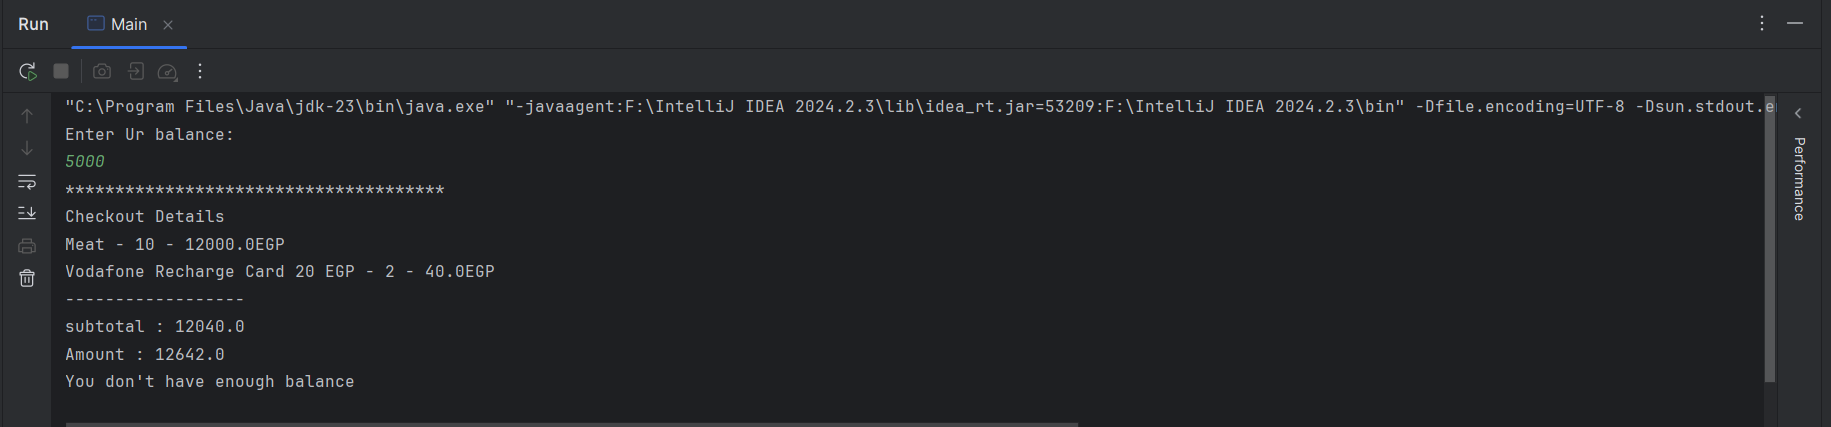 Run Main
"C:\Program Files\Java\jdk-23\bin\java.exe" "-javaagent:F:\IntelliJ IDEA 2024.2.3\lib\idea_rt.jar=53209:F:\IntelliJ IDEA 2024.2.3\bin" -Dfile.encoding=UTF-8 -Dsun.stdout.e
Enter Ur balance:
5000
**************************************
Checkout Details
Meat - 10 - 12000.0EGP
Vodafone Recharge Card 20 EGP - 2 - 40.0EGP
------------------
subtotal : 12040.0
Amount : 12642.0
You don't have enough balance
Performance